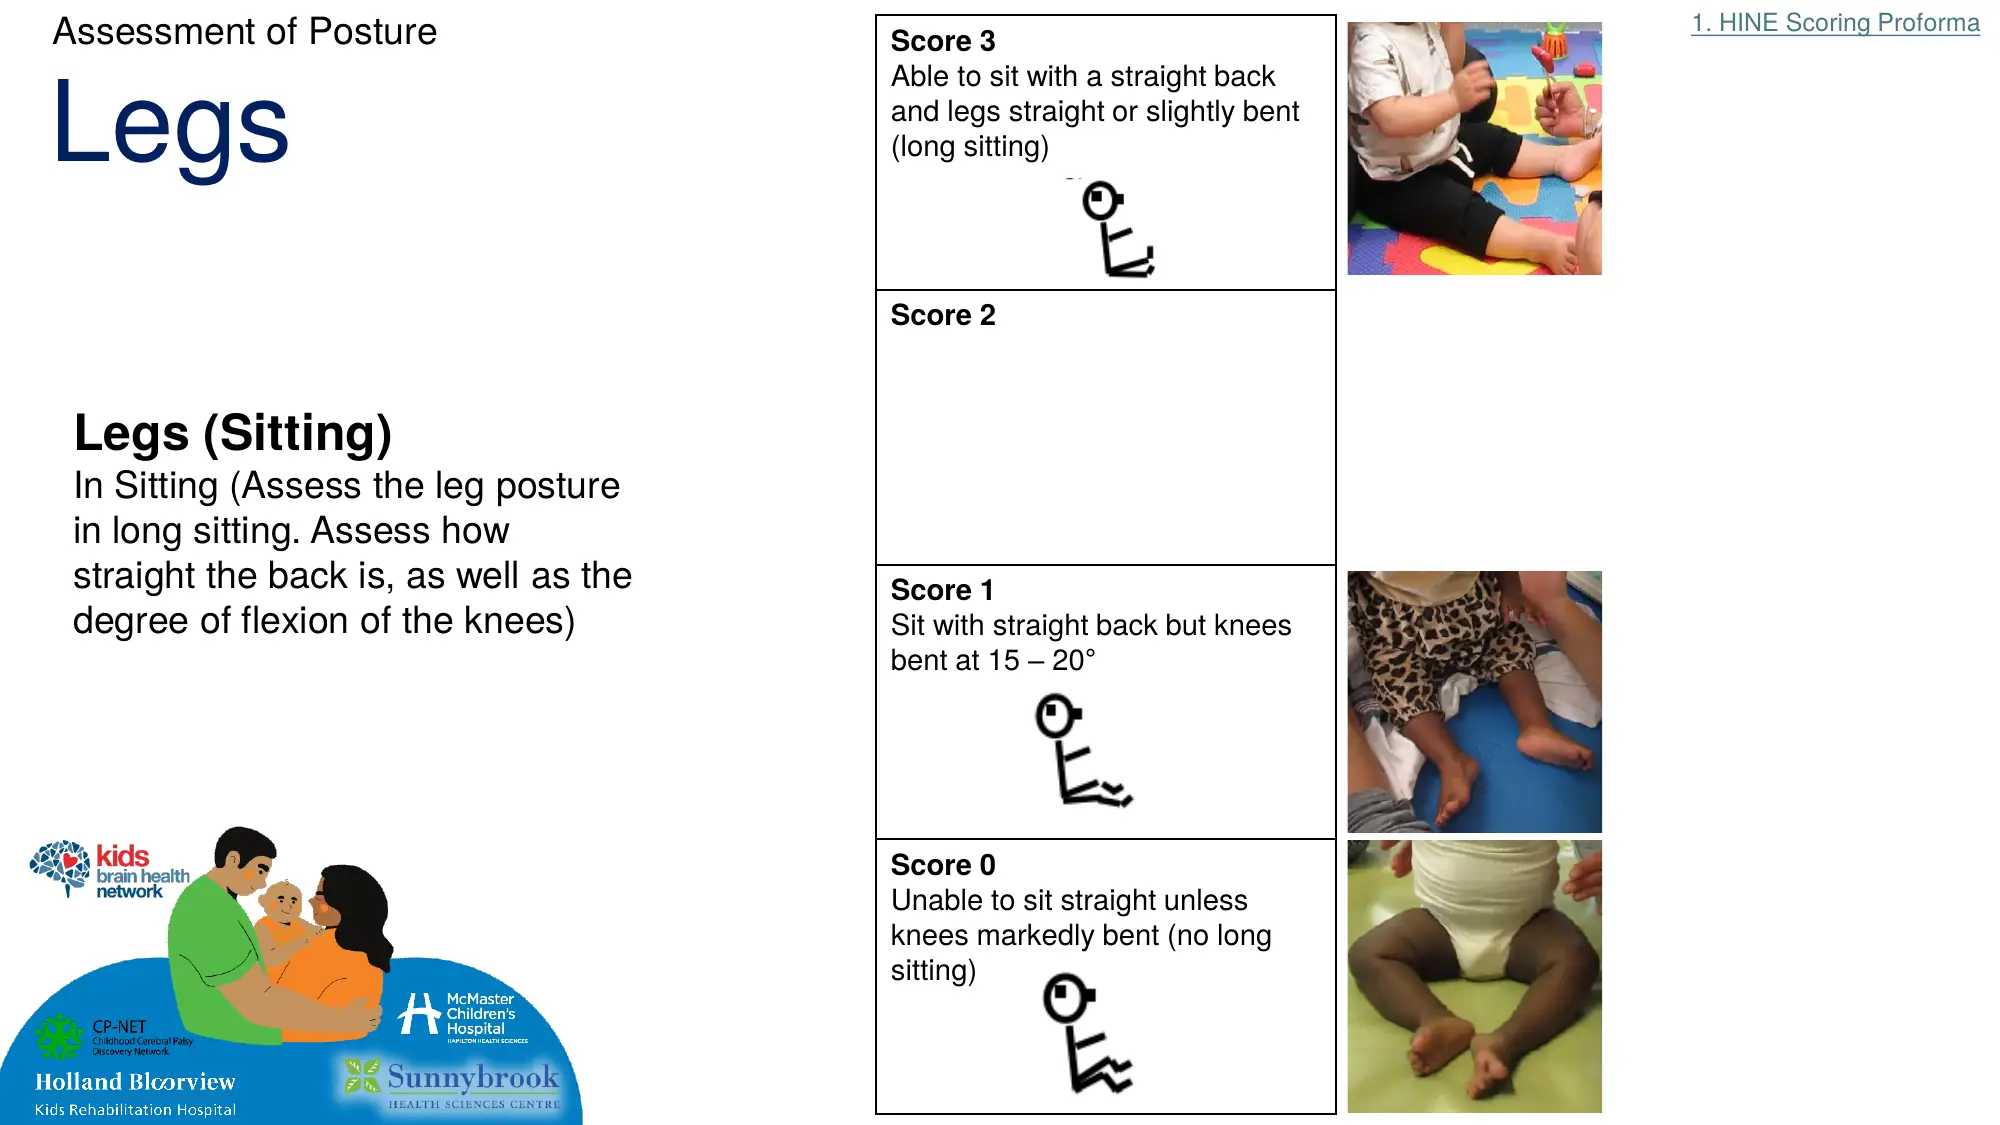 Assessment of Posture
Legs
Legs (Sitting)
In Sitting (Assess the leg posture
in long sitting. Assess how
straight the back is, as well as the
degree of flexion of the knees)
1. HINE Scoring Proforma
Score 3
Able to sit with a straight back
and legs straight or slightly bent
(long sitting)
Score 2
Score 1
Sit with straight back but knees
bent at 15 – 20°
Score 0
Unable to sit straight unless
knees markedly bent (no long
sitting)
kids
brain health
network
CP-NET
Childhood Cerebral Palsy
Discovery Network
Holland Bloorview
Kids Rehabilitation Hospital
McMaster
Children's
Hospital
HAMILTON HEALTH SCIENCES
Sunnybrook
HEALTH SCIENCES CENTRE